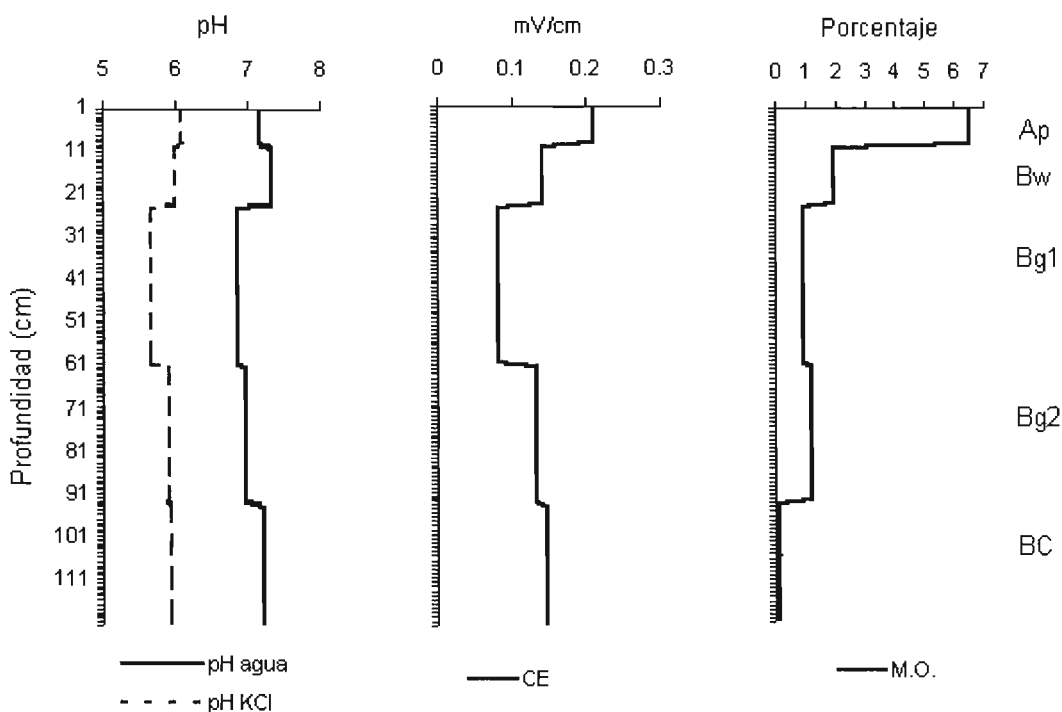 pH
mV/cm
Porcentaje
5 6 7 8
0 0.1 0.2 0.3
0 1 2 3 4 5 6 7
Profundidad (cm)
1
11
21
31
41
51
61
71
81
91
101
111
Ap
Bw
Bg1
Bg2
BC
pH agua
pH KCl
CE
M.O.